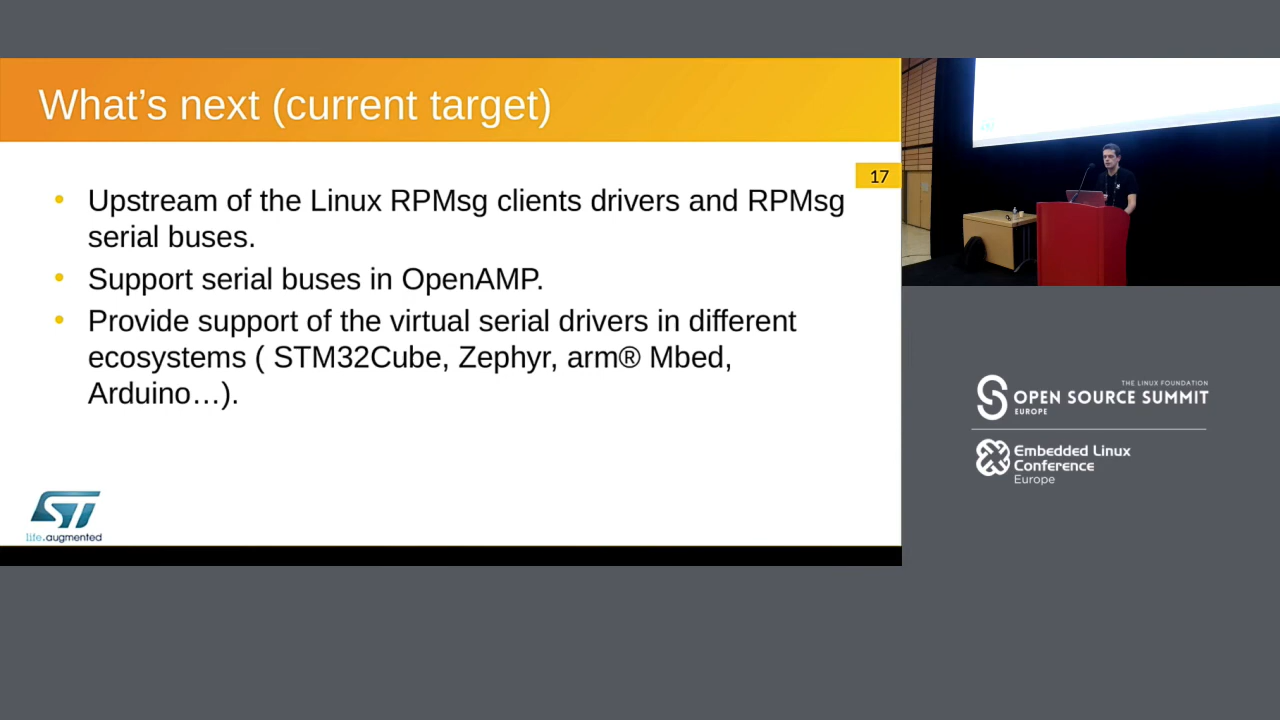 What’s next (current target)
17
• Upstream of the Linux RPMsg clients drivers and RPMsg
serial buses.
• Support serial buses in OpenAMP.
• Provide support of the virtual serial drivers in different
ecosystems ( STM32Cube, Zephyr, arm® Mbed,
Arduino…).
ST
life.augmented
THE LINUX FOUNDATION
OPEN SOURCE SUMMIT
EUROPE
Embedded Linux
Conference
Europe